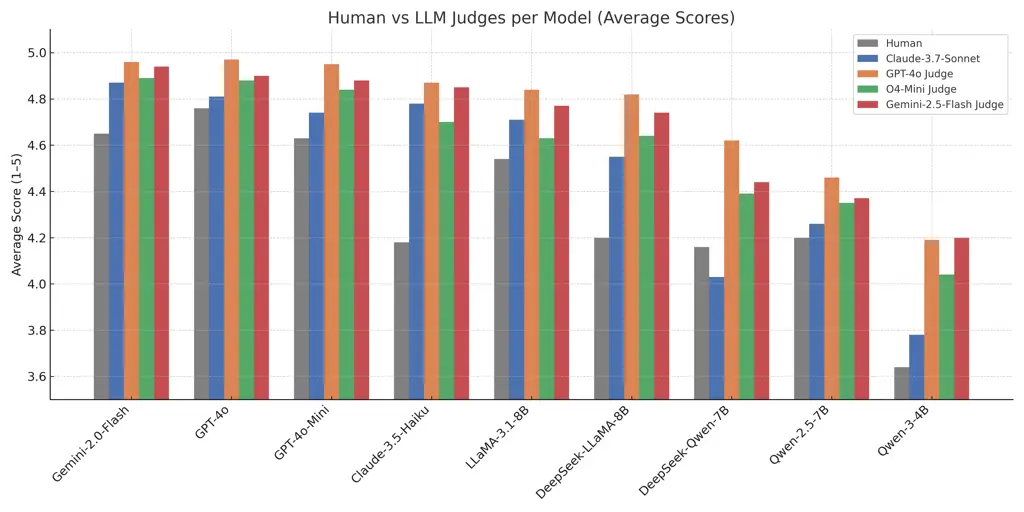 Human vs LLM Judges per Model (Average Scores)
Human
Claude-3.7-Sonnet
GPT-4o Judge
O4-Mini Judge
Gemini-2.5-Flash Judge
Average Score (1–5)
5.0
4.8
4.6
4.4
4.2
4.0
3.8
3.6
Gemini-2.0-Flash
GPT-4o
GPT-4o-Mini
Claude-3.5-Haiku
LLaMA-3.1-8B
DeepSeek-LLaMA-8B
DeepSeek-Qwen-7B
Qwen-2.5-7B
Qwen-3-4B